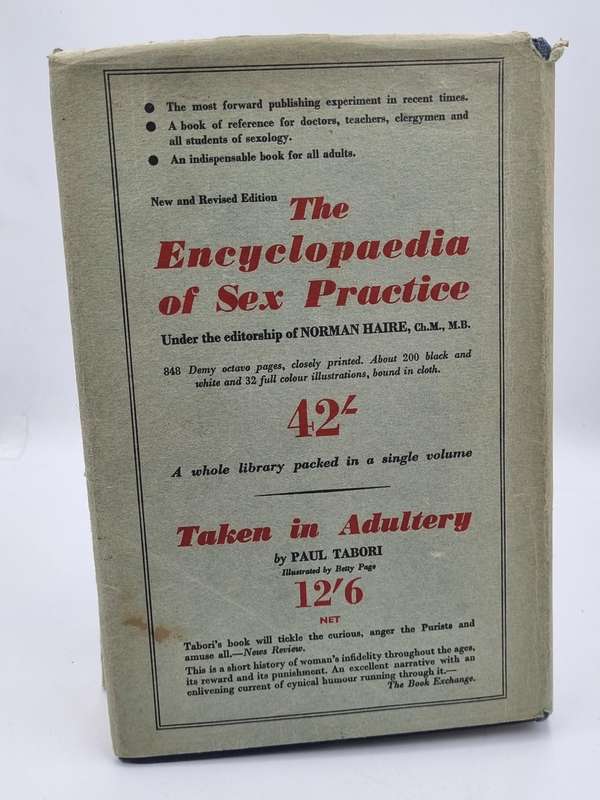 ● The most forward publishing experiment in recent times.
● A book of reference for doctors, teachers, clergymen and
all students of sexology.
● An indispensable book for all adults.
New and Revised Edition The
Encyclopaedia
of Sex Practice
Under the editorship of NORMAN HAIRE, Ch.M., M.B.
848 Demy octavo pages, closely printed. About 200 black and
white and 32 full colour illustrations, bound in cloth.
42/-
A whole library packed in a single volume
Taken in Adultery
by PAUL TABORI
Illustrated by Betty Page
12/6
NET
Tabori's book will tickle the curious, anger the Purists and
amuse all.—News Review.
This is a short history of woman's infidelity throughout the ages,
its reward and its punishment. An excellent narrative with an
enlivening current of cynical humour running through it.—
The Book Exchange.